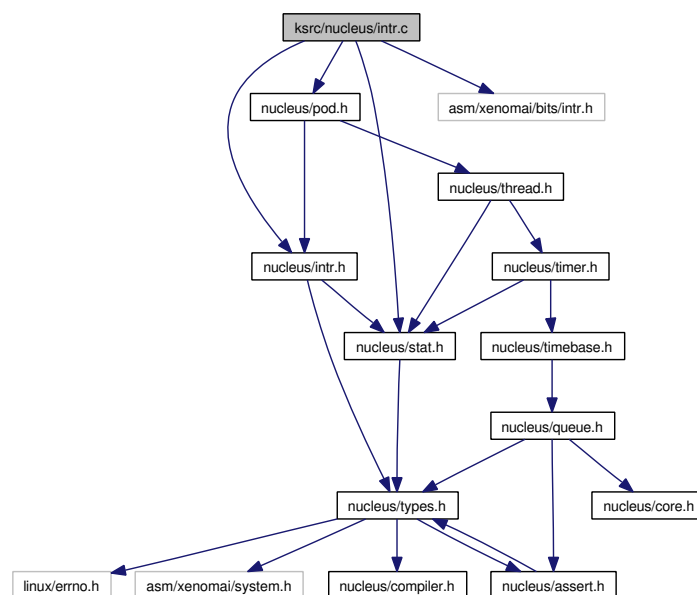 ksrc/nucleus/intr.c
nucleus/pod.h
asm/xenomai/bits/intr.h
nucleus/thread.h
nucleus/intr.h
nucleus/timer.h
nucleus/stat.h
nucleus/timebase.h
nucleus/queue.h
nucleus/types.h
nucleus/core.h
linux/errno.h
asm/xenomai/system.h
nucleus/compiler.h
nucleus/assert.h